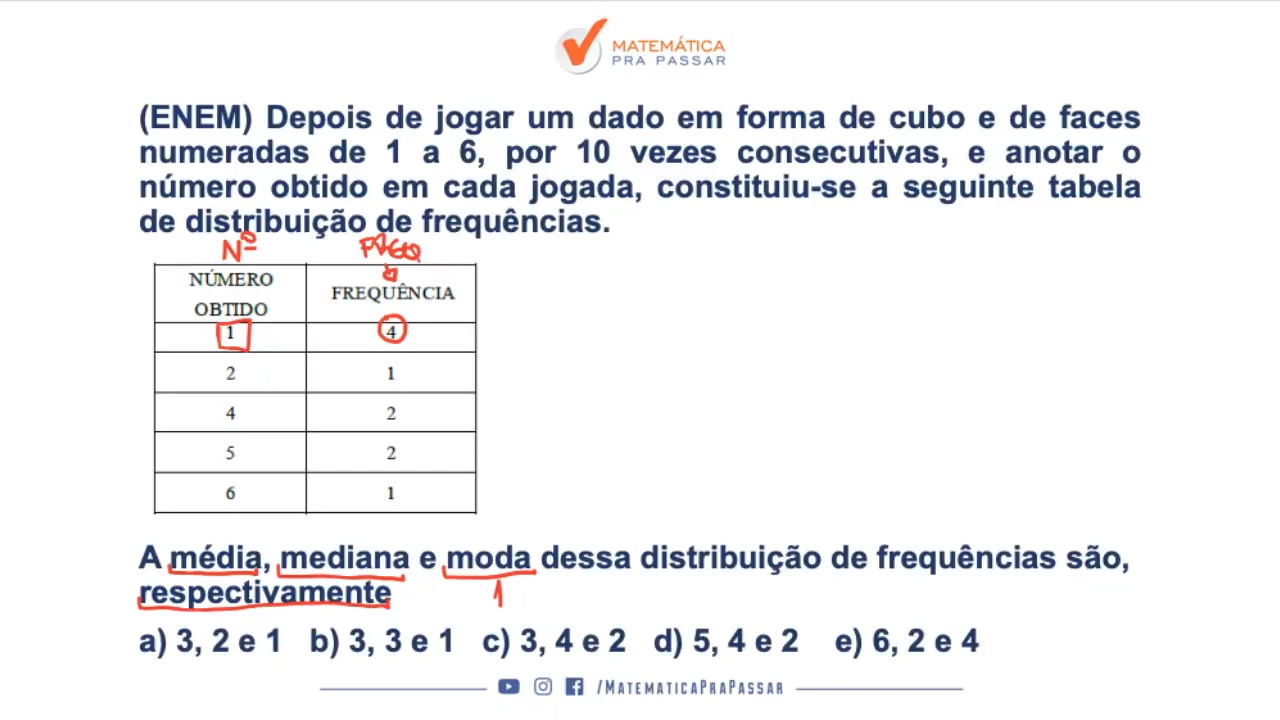 MATEMÁTICA
PRA PASSAR
(ENEM) Depois de jogar um dado em forma de cubo e de faces
numeradas de 1 a 6, por 10 vezes consecutivas, e anotar o
número obtido em cada jogada, constituiu-se a seguinte tabela
de distribuição de frequências.
Nº FREQ
NÚMERO
OBTIDO FREQUÊNCIA
1 4
2 1
4 2
5 2
6 1
A média, mediana e moda dessa distribuição de frequências são,
respectivamente 1
a) 3, 2 e 1 b) 3, 3 e 1 c) 3, 4 e 2 d) 5, 4 e 2 e) 6, 2 e 4
/MATEMATICAPRAPASSAR